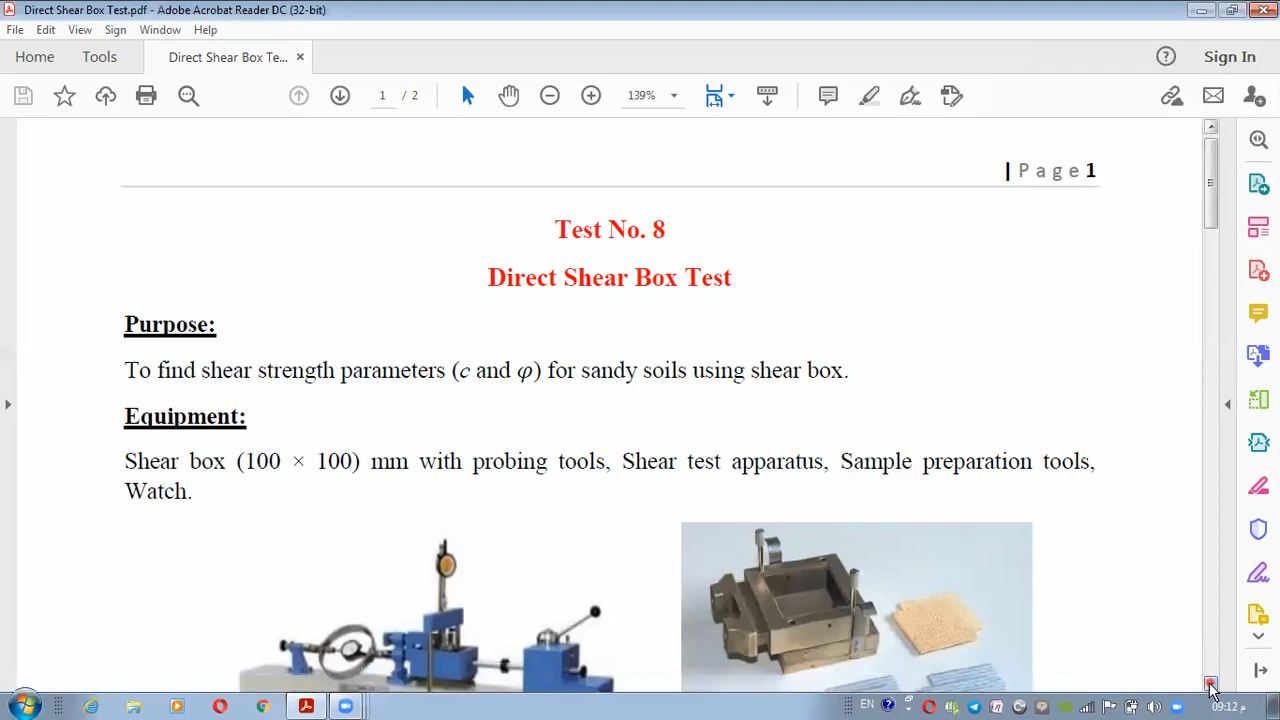 Direct Shear Box Test.pdf - Adobe Acrobat Reader DC (32-bit)
File Edit View Sign Window Help
Home Tools Direct Shear Box Te... × Sign In
1 / 2 139%
| Page 1
Test No. 8
Direct Shear Box Test
Purpose:
To find shear strength parameters (c and φ) for sandy soils using shear box.
Equipment:
Shear box (100 × 100) mm with probing tools, Shear test apparatus, Sample preparation tools,
Watch.
EN 09:12 م